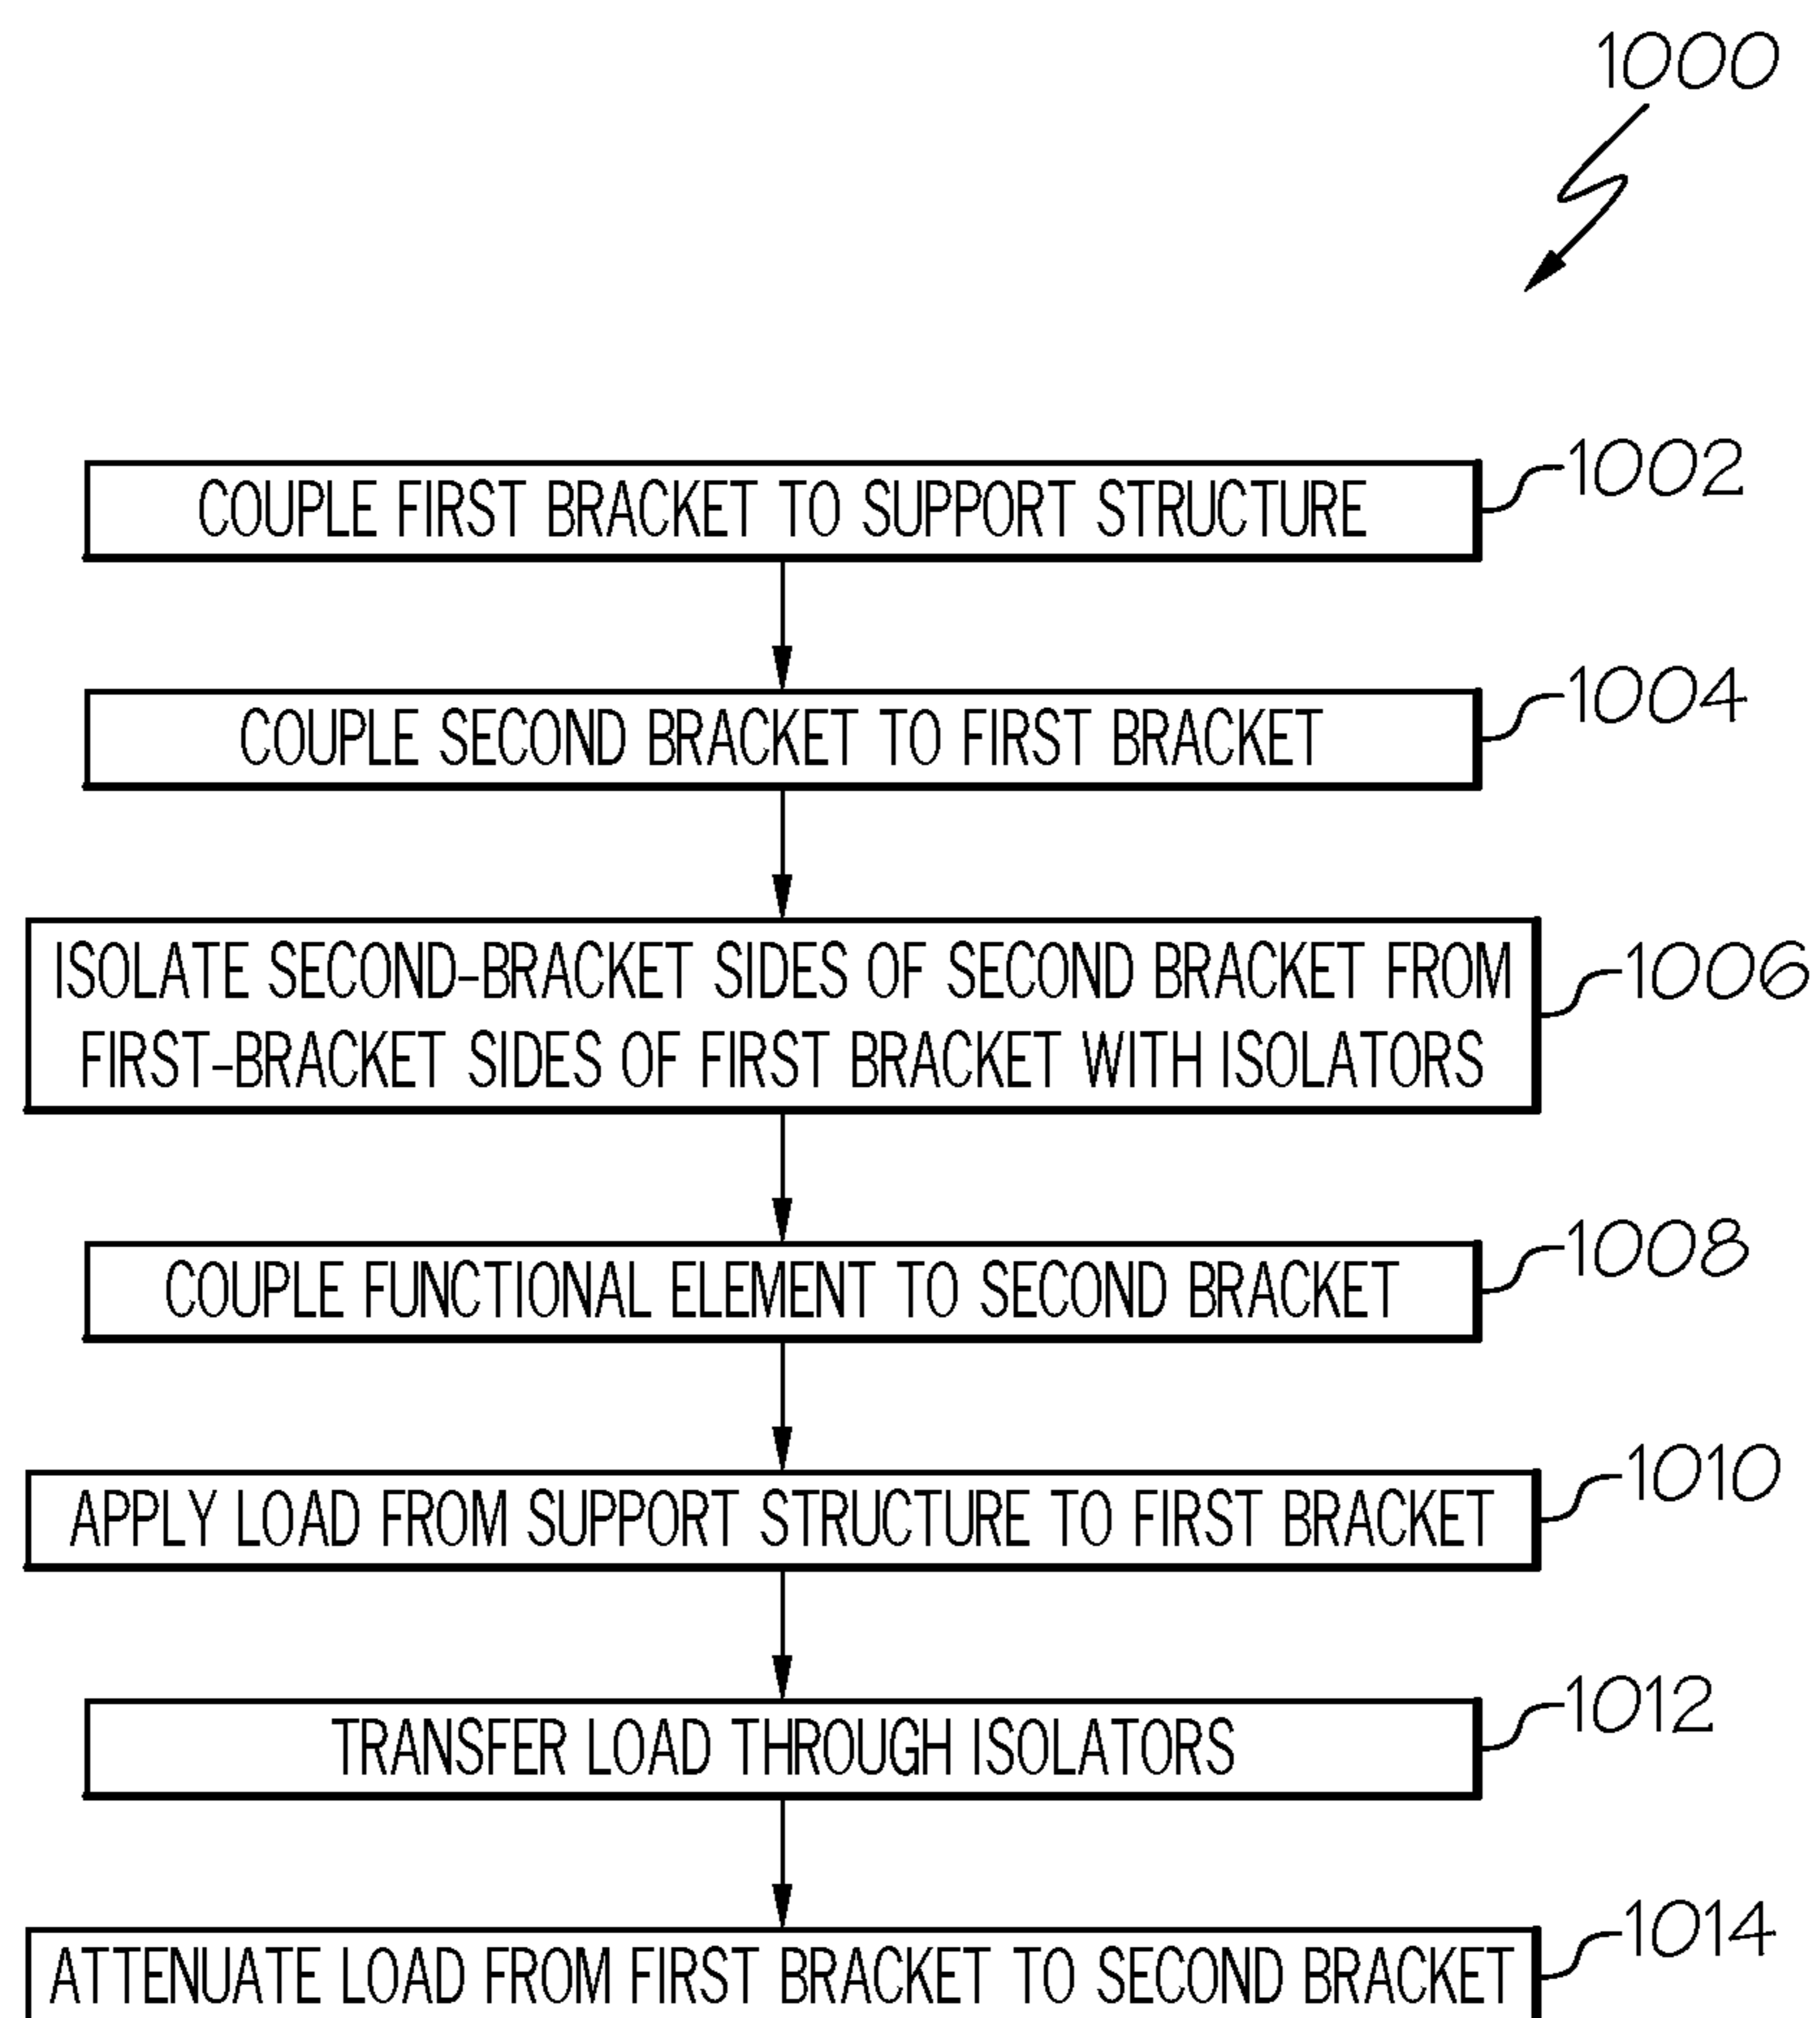 1000
COUPLE FIRST BRACKET TO SUPPORT STRUCTURE
1002
COUPLE SECOND BRACKET TO FIRST BRACKET
1004
ISOLATE SECOND-BRACKET SIDES OF SECOND BRACKET FROM
FIRST-BRACKET SIDES OF FIRST BRACKET WITH ISOLATORS
1006
COUPLE FUNCTIONAL ELEMENT TO SECOND BRACKET
1008
APPLY LOAD FROM SUPPORT STRUCTURE TO FIRST BRACKET
1010
TRANSFER LOAD THROUGH ISOLATORS
1012
ATTENUATE LOAD FROM FIRST BRACKET TO SECOND BRACKET
1014